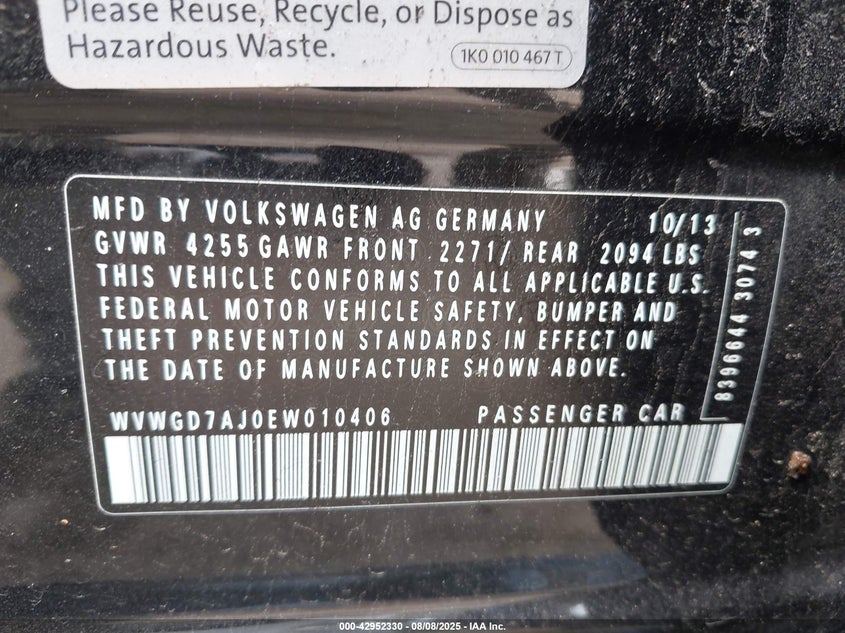 Please Reuse, Recycle, or Dispose as
Hazardous Waste.
1K0 010 467 T
MFD BY VOLKSWAGEN AG GERMANY 10/13
GVWR 4255 GAWR FRONT 2271/ REAR 2094 LBS
THIS VEHICLE CONFORMS TO ALL APPLICABLE U.S.
FEDERAL MOTOR VEHICLE SAFETY, BUMPER AND
THEFT PREVENTION STANDARDS IN EFFECT ON
THE DATE OF MANUFACTURE SHOWN ABOVE.
WVWGD7AJ0EW010406 PASSENGER CAR
8396644 3074 3
000-42952330 - 08/08/2025 - IAA Inc.